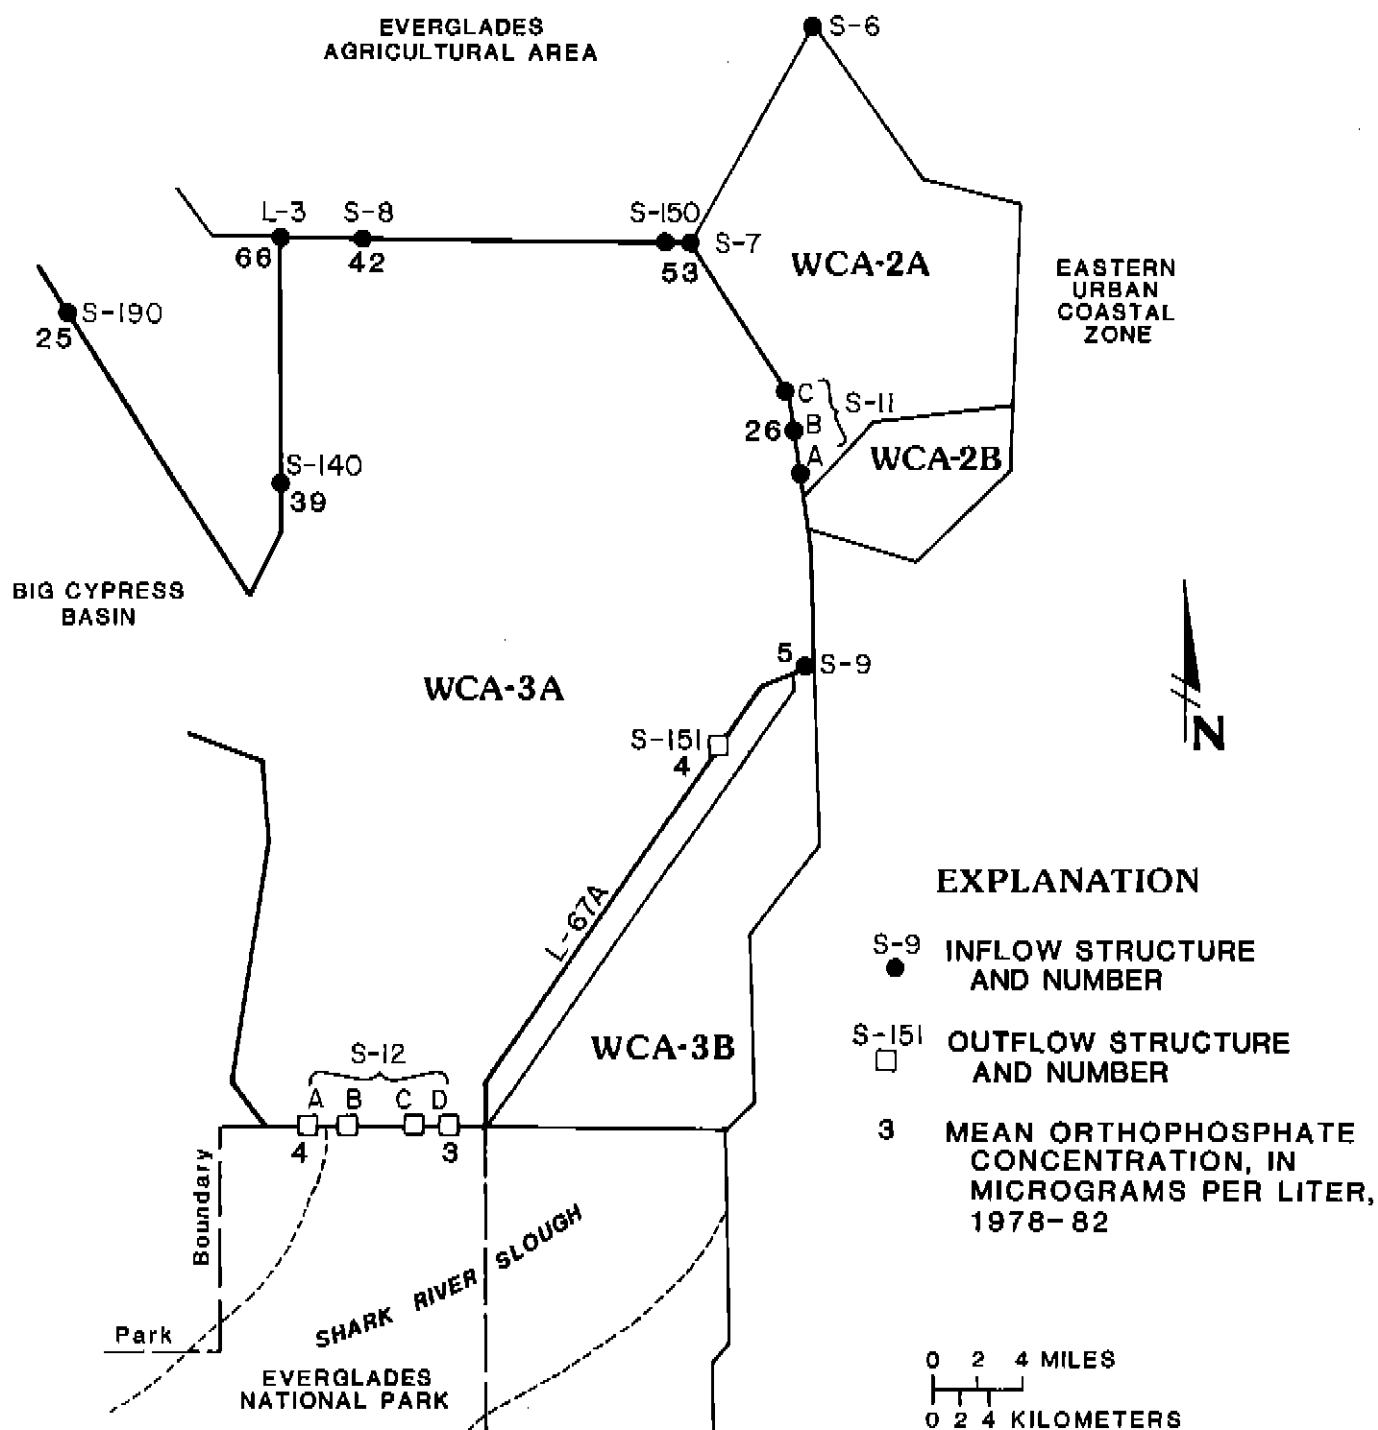 EVERGLADES
AGRICULTURAL AREA
S-6
L-3
S-8
S-150
S-7
66
42
53
WCA-2A
EASTERN
URBAN
COASTAL
ZONE
S-190
25
C
S-11
B
26
A
WCA-2B
S-140
39
BIG CYPRESS
BASIN
5
S-9
WCA-3A
S-151
4
N
L-67A
WCA-3B
S-12
A B C D
4
3
EXPLANATION
S-9
INFLOW STRUCTURE
AND NUMBER
S-151
OUTFLOW STRUCTURE
AND NUMBER
3
MEAN ORTHOPHOSPHATE
CONCENTRATION, IN
MICROGRAMS PER LITER,
1978-82
Boundary
Park
SHARK RIVER SLOUGH
EVERGLADES
NATIONAL PARK
0 2 4 MILES
0 2 4 KILOMETERS